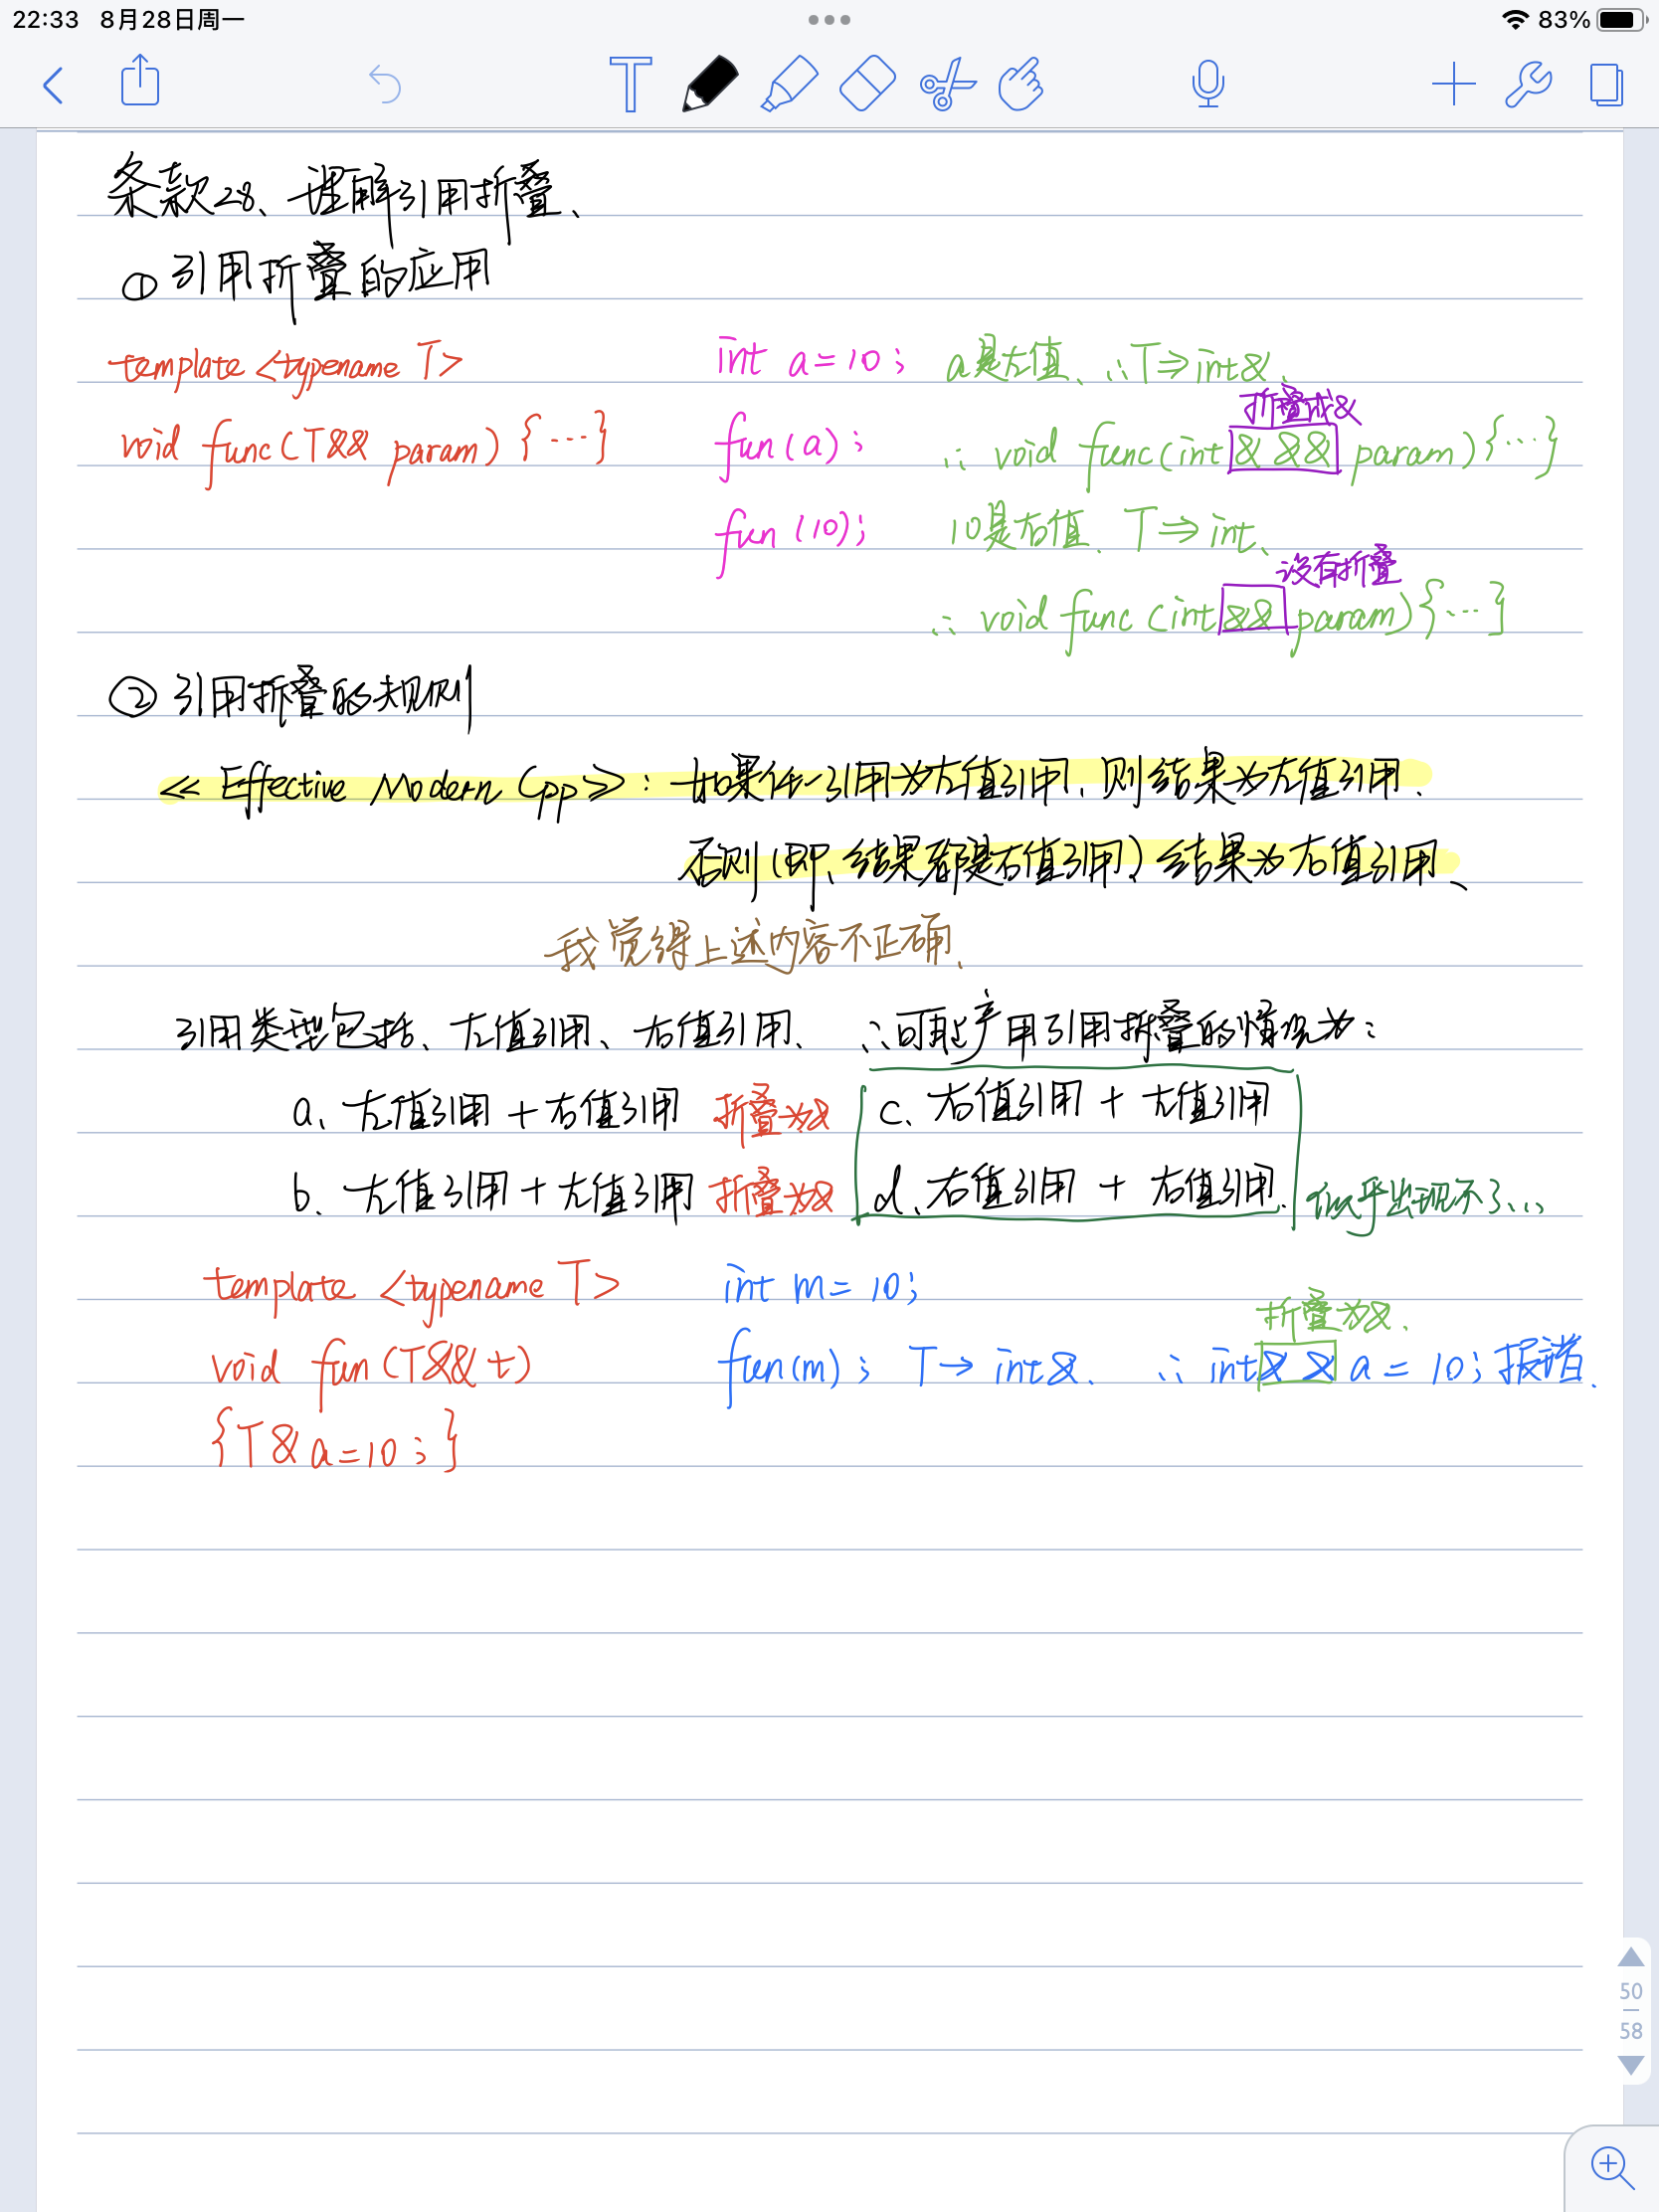 22:33 8月28日周一 83%
条款28、理解引用折叠、
① 引用折叠的应用
template <typename T> int a=10; a是左值、∴T⇒int&.
折叠成&
void func(T&& param) {…} fun(a); ∴ void func(int & && param){…}
fun(10); 10是右值、T⇒int、
没有折叠
∴ void func(int && param){…}
② 引用折叠的规则
≪ Effective Modern Cpp≫: 如果任一引用为左值引用、则结果为左值引用.
否则(即、结果都是右值引用)结果为右值引用、
我觉得上述内容不正确、
引用类型包括、左值引用、右值引用、 ∴可能产用引用折叠的情况为:
a、左值引用+右值引用 折叠为& c、右值引用 + 左值引用
b、左值引用+左值引用 折叠为& d、右值引用 + 右值引用. 似乎出现不了…
template <typename T> int m= 10;
折叠为&.
void fun(T&& t) fun(m); T→ int&. ∴ int& & a = 10; 报错.
{T& a=10;}
50
58